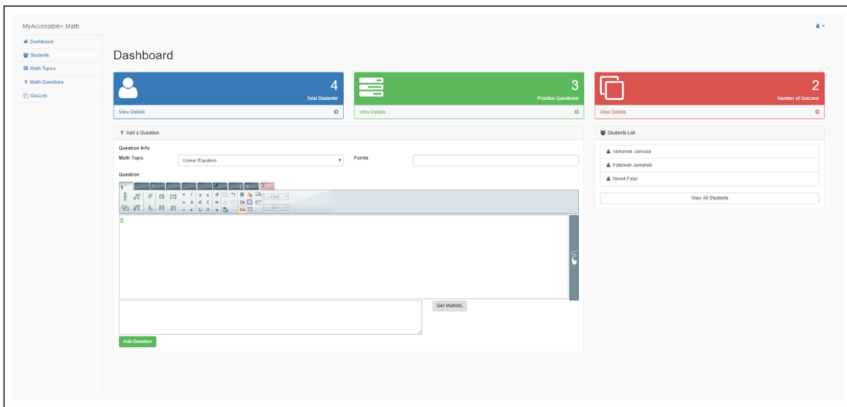 MyAccessible+ Math
Dashboard
Students
Math Topics
Math Questions
Quizzes
Dashboard
4
Total Students!
View Details
3
Practice Questions!
View Details
2
Number of Quizzes!
View Details
Add a Question
Question Info
Math Topic
Linear Equation
Points
Question
Get MathML
Add Question
Students List
Abhishek Jariwala
Fatemeh Jamshidi
Nirmit Patel
View All Students